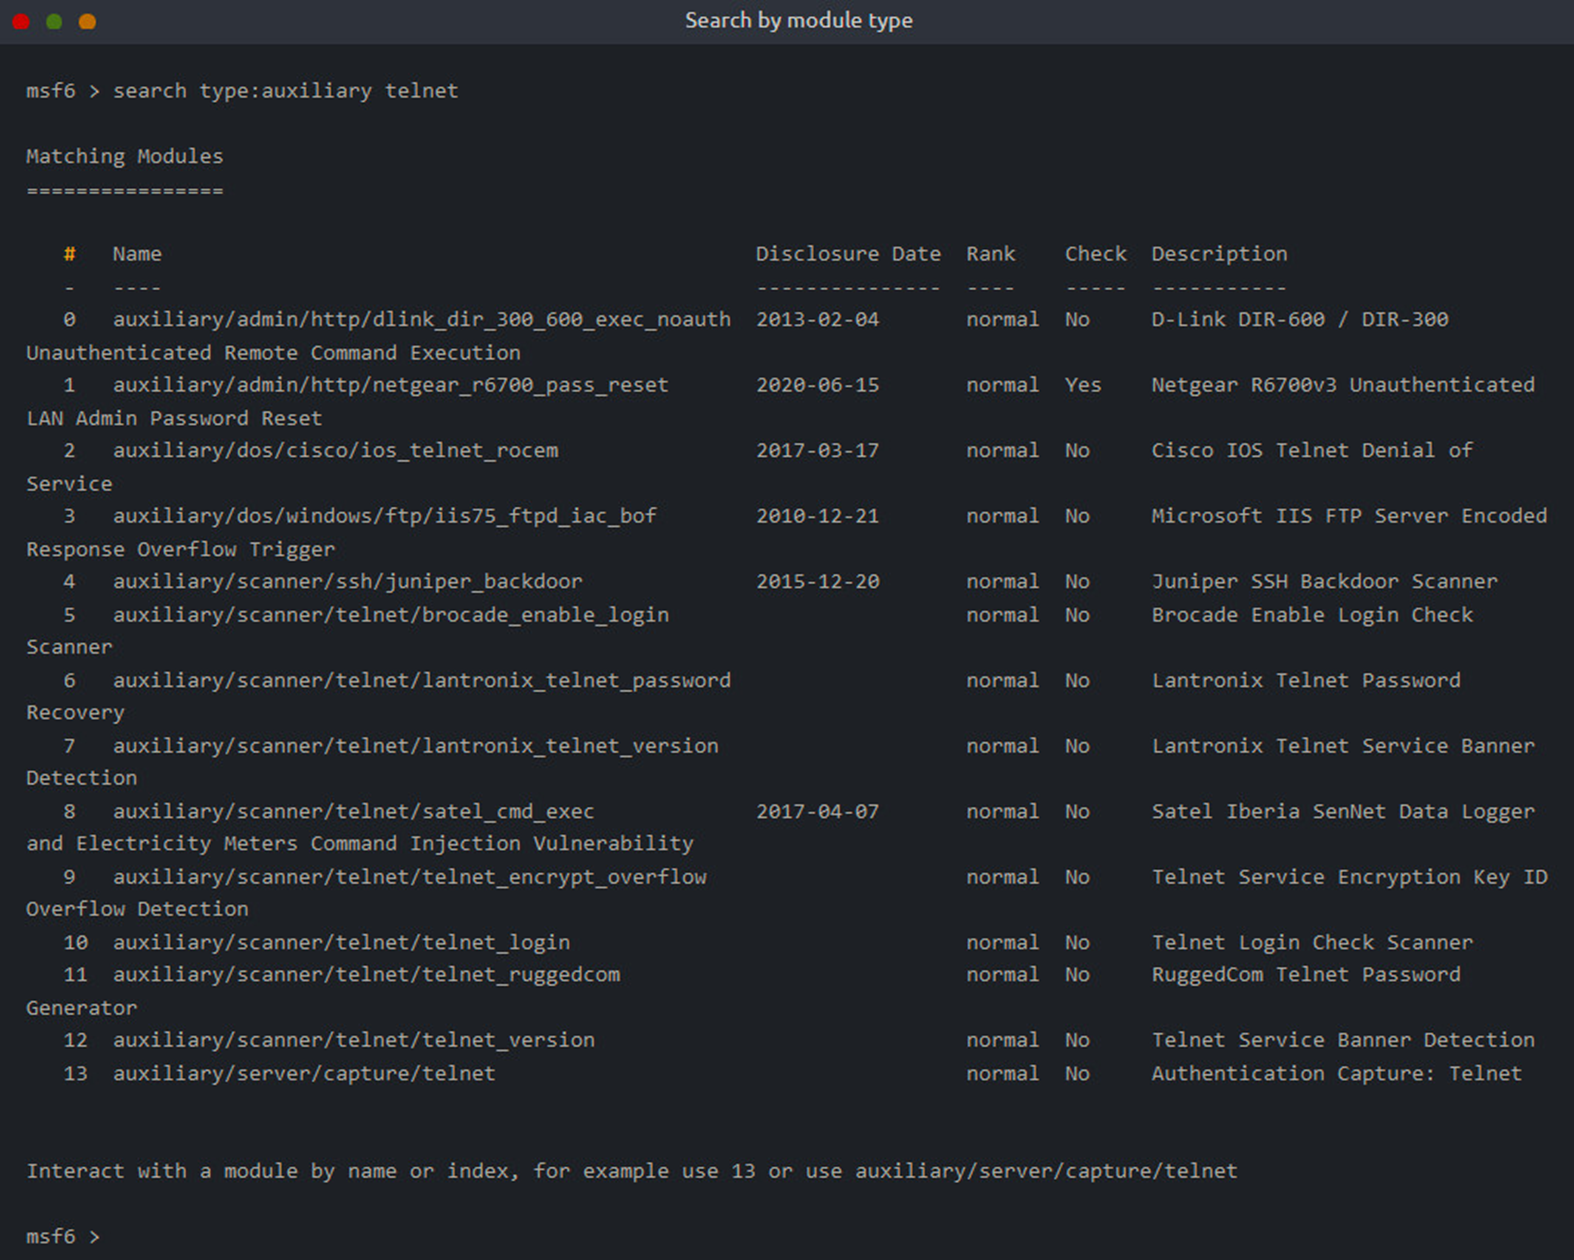 Search by module type
msf6 > search type:auxiliary telnet
Matching Modules
================
#   Name   Disclosure Date   Rank   Check   Description
-   ----   ---------------   ----   -----   -----------
0   auxiliary/admin/http/dlink_dir_300_600_exec_noauth   2013-02-04   normal   No   D-Link DIR-600 / DIR-300
Unauthenticated Remote Command Execution
1   auxiliary/admin/http/netgear_r6700_pass_reset   2020-06-15   normal   Yes   Netgear R6700v3 Unauthenticated
LAN Admin Password Reset
2   auxiliary/dos/cisco/ios_telnet_rocem   2017-03-17   normal   No   Cisco IOS Telnet Denial of
Service
3   auxiliary/dos/windows/ftp/iis75_ftpd_iac_bof   2010-12-21   normal   No   Microsoft IIS FTP Server Encoded
Response Overflow Trigger
4   auxiliary/scanner/ssh/juniper_backdoor   2015-12-20   normal   No   Juniper SSH Backdoor Scanner
5   auxiliary/scanner/telnet/brocade_enable_login   normal   No   Brocade Enable Login Check
Scanner
6   auxiliary/scanner/telnet/lantronix_telnet_password   normal   No   Lantronix Telnet Password
Recovery
7   auxiliary/scanner/telnet/lantronix_telnet_version   normal   No   Lantronix Telnet Service Banner
Detection
8   auxiliary/scanner/telnet/satel_cmd_exec   2017-04-07   normal   No   Satel Iberia SenNet Data Logger
and Electricity Meters Command Injection Vulnerability
9   auxiliary/scanner/telnet/telnet_encrypt_overflow   normal   No   Telnet Service Encryption Key ID
Overflow Detection
10   auxiliary/scanner/telnet/telnet_login   normal   No   Telnet Login Check Scanner
11   auxiliary/scanner/telnet/telnet_ruggedcom   normal   No   RuggedCom Telnet Password
Generator
12   auxiliary/scanner/telnet/telnet_version   normal   No   Telnet Service Banner Detection
13   auxiliary/server/capture/telnet   normal   No   Authentication Capture: Telnet
Interact with a module by name or index, for example use 13 or use auxiliary/server/capture/telnet
msf6 >